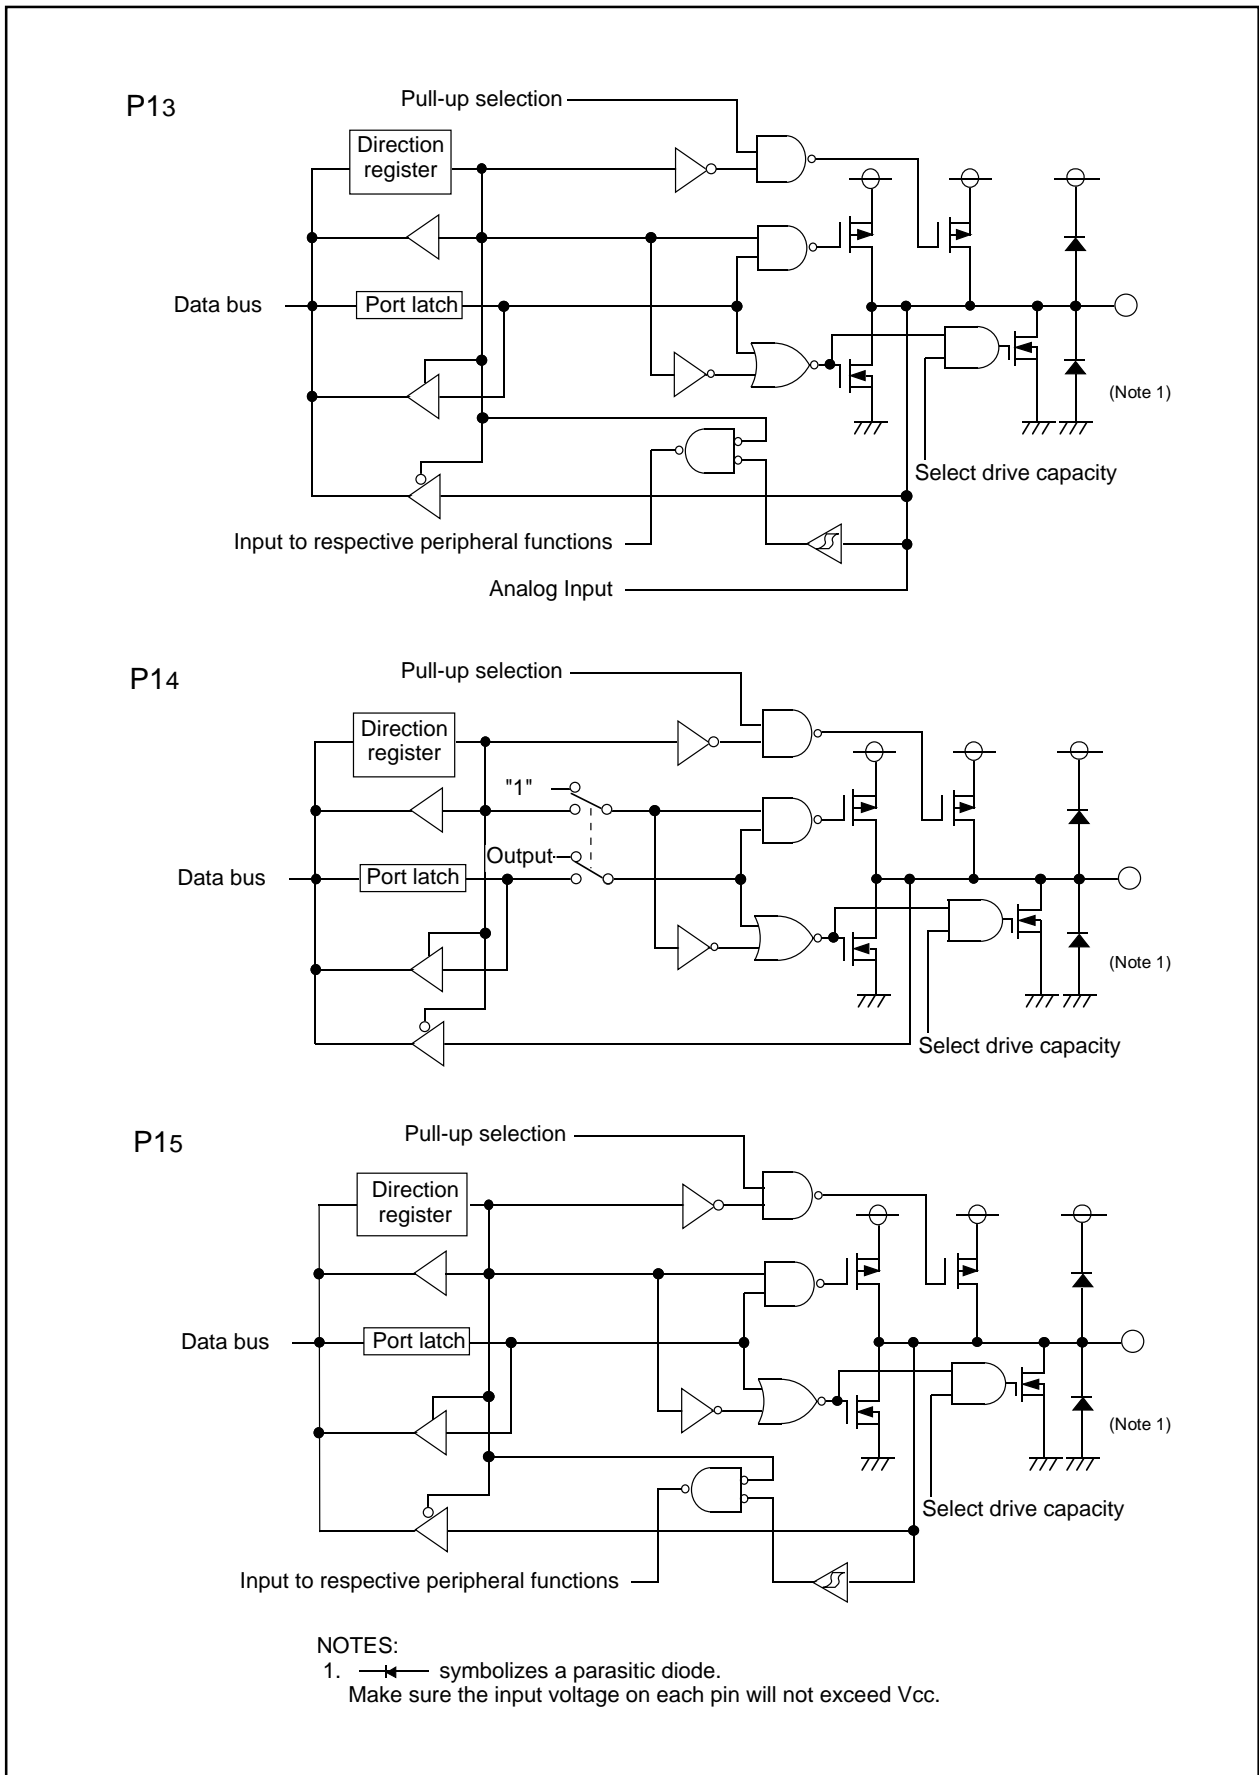 P13
Pull-up selection
Direction
register
Data bus
Port latch
(Note 1)
Select drive capacity
Input to respective peripheral functions
Analog Input
P14
Pull-up selection
Direction
register
"1"
Output
Data bus
Port latch
(Note 1)
Select drive capacity
P15
Pull-up selection
Direction
register
Data bus
Port latch
(Note 1)
Select drive capacity
Input to respective peripheral functions
NOTES:
1. symbolizes a parasitic diode.
Make sure the input voltage on each pin will not exceed Vcc.